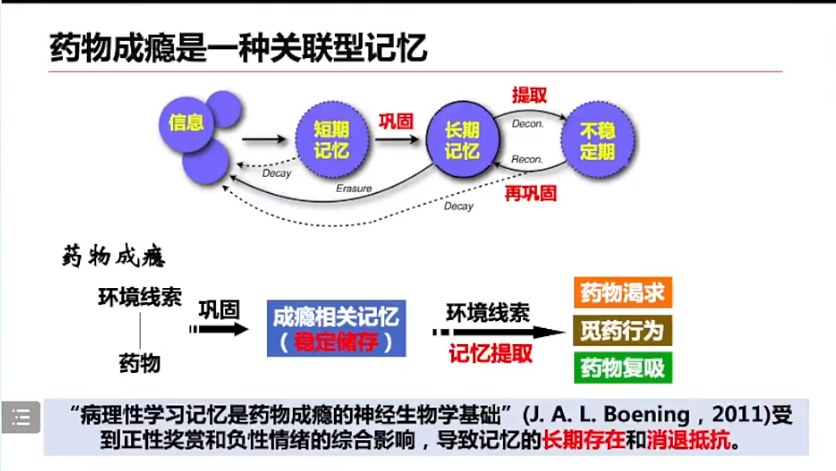 药物成瘾是一种关联型记忆
信息
短期
记忆
巩固
长期
记忆
提取
Decon.
不稳
定期
Recon.
再巩固
Decay
Erasure
Decay
药物成瘾
环境线索
药物
巩固
成瘾相关记忆
(稳定储存)
环境线索
记忆提取
药物渴求
觅药行为
药物复吸
“病理性学习记忆是药物成瘾的神经生物学基础”(J. A. L. Boening,2011)受
到正性奖赏和负性情绪的综合影响,导致记忆的长期存在和消退抵抗。